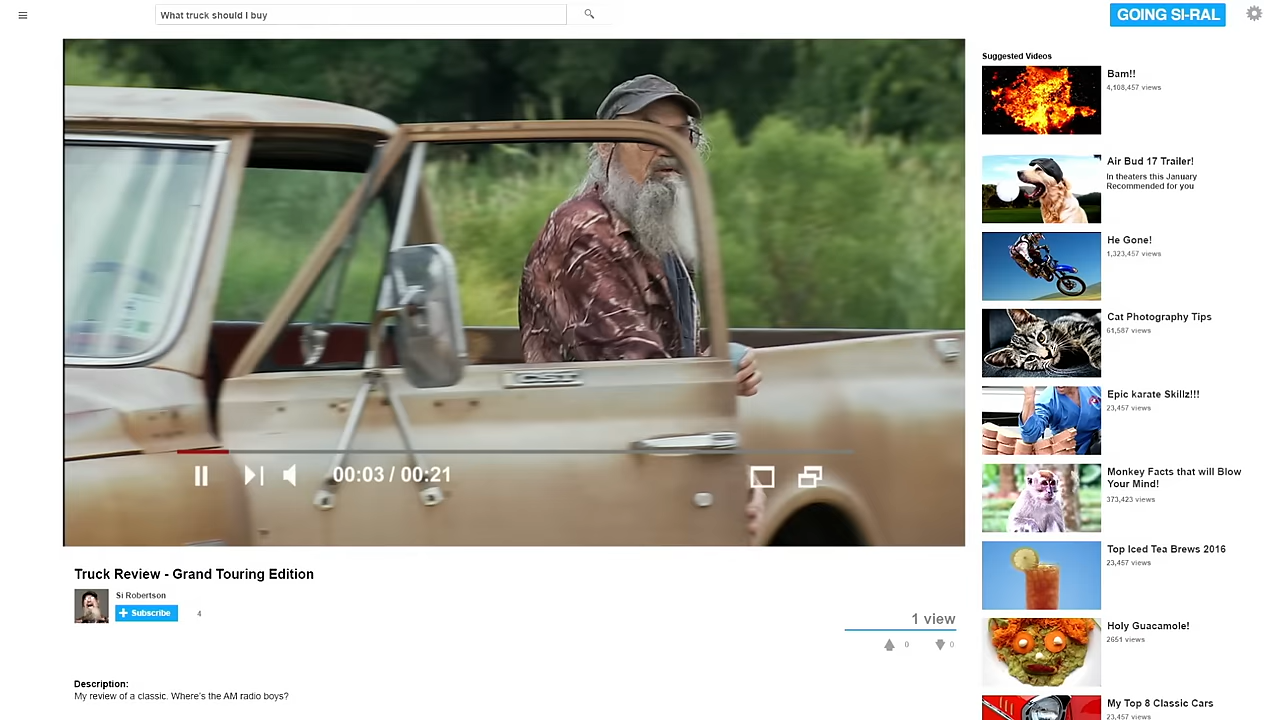 What truck should I buy
GOING SI-RAL
Suggested Videos
Bam!!
4,108,457 views
Air Bud 17 Trailer!
In theaters this January
Recommended for you
He Gone!
1,323,457 views
Cat Photography Tips
61,587 views
Epic karate Skillz!!!
23,457 views
Monkey Facts that will Blow
Your Mind!
373,423 views
Top Iced Tea Brews 2016
23,457 views
Holy Guacamole!
2651 views
My Top 8 Classic Cars
23,457 views
00:03 / 00:21
Truck Review - Grand Touring Edition
Si Robertson
+ Subscribe
4
1 view
0
0
Description:
My review of a classic. Where's the AM radio boys?